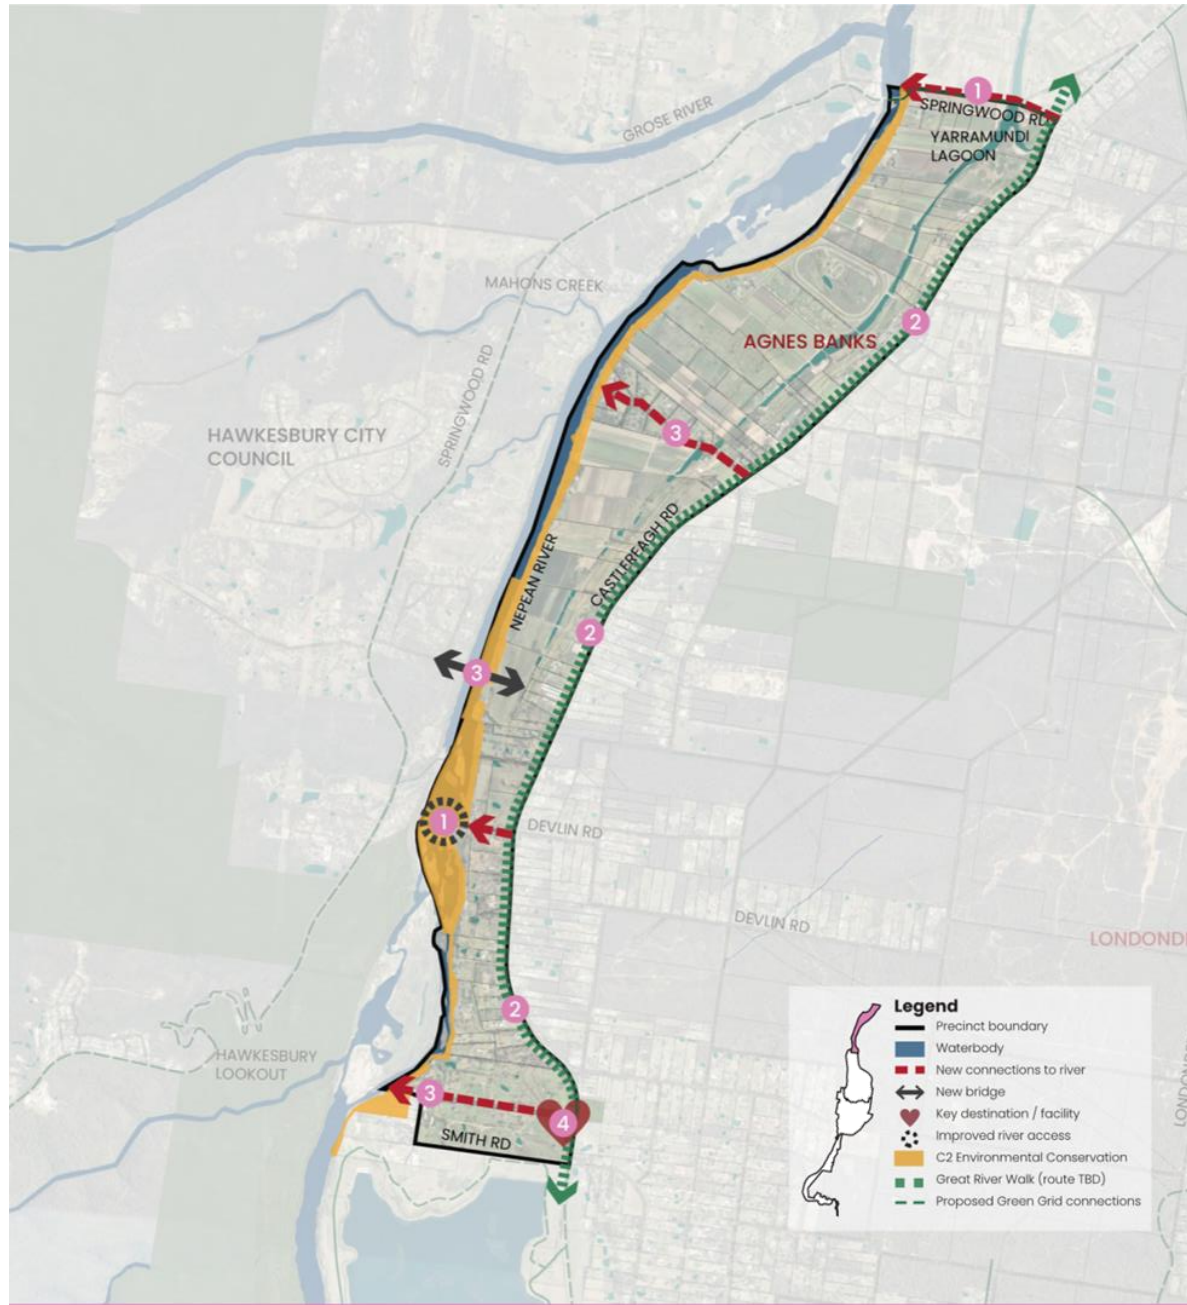 1
SPRINGWOOD RD
YARRAMUNDI
LAGOON
GROSE RIVER
MAHONS CREEK
2
AGNES BANKS
SPRINGWOOD RD
3
HAWKESBURY CITY
COUNCIL
CASTLEREAGH RD
NEPEAN RIVER
2
3
1
DEVLIN RD
DEVLIN RD
LONDOND
2
HAWKESBURY
LOOKOUT
3
4
SMITH RD
Legend
Precinct boundary
Waterbody
New connections to river
New bridge
Key destination / facility
Improved river access
C2 Environmental Conservation
Great River Walk (route TBD)
Proposed Green Grid connections